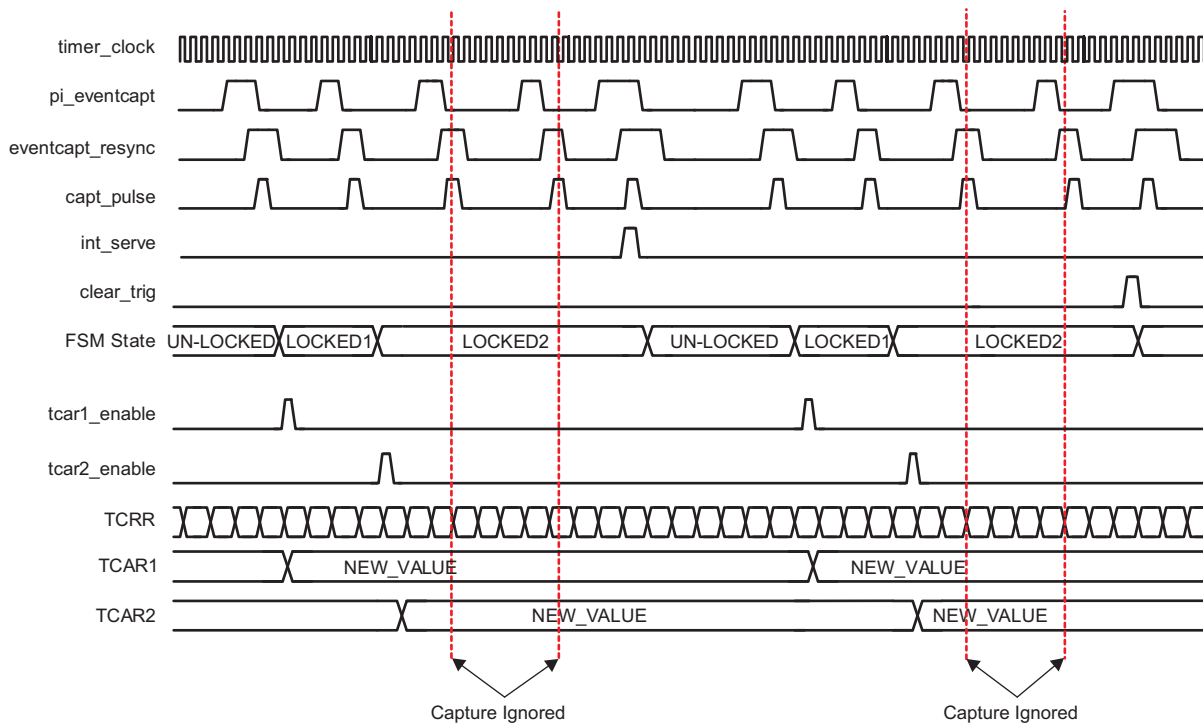 timer_clock
pi_eventcapt
eventcapt_resync
capt_pulse
int_serve
clear_trig
FSM State UN-LOCKED LOCKED1 LOCKED2 UN-LOCKED LOCKED1 LOCKED2
tcar1_enable
tcar2_enable
TCRR
TCAR1 NEW_VALUE NEW_VALUE
TCAR2 NEW_VALUE NEW_VALUE
Capture Ignored Capture Ignored